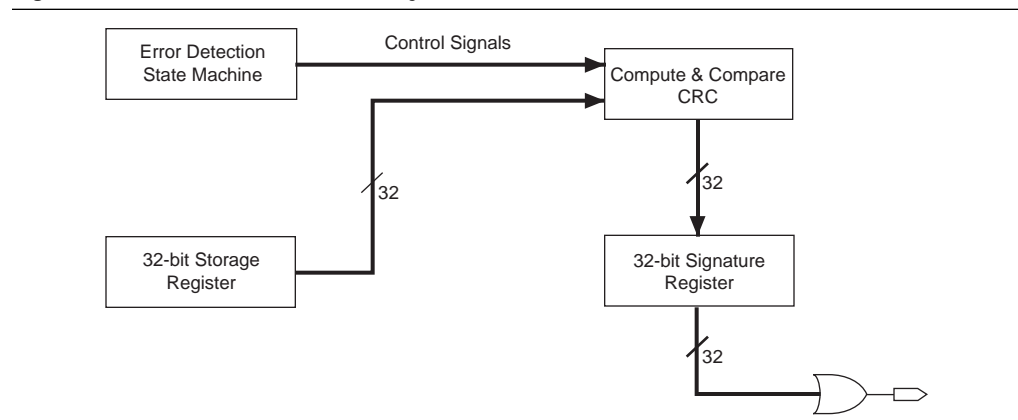 Control Signals
Error Detection
State Machine
Compute & Compare
CRC
32
32
32-bit Storage
Register
32-bit Signature
Register
32